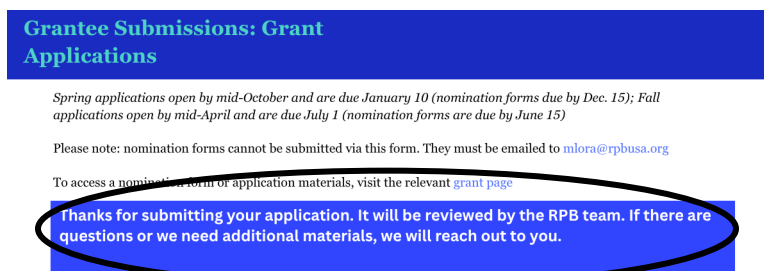 Grantee Submissions: Grant
Applications
Spring applications open by mid-October and are due January 10 (nomination forms due by Dec. 15); Fall
applications open by mid-April and are due July 1 (nomination forms are due by June 15)
Please note: nomination forms cannot be submitted via this form. They must be emailed to mlora@rpbusa.org
To access a nomination form or application materials, visit the relevant grant page
Thanks for submitting your application. It will be reviewed by the RPB team. If there are
questions or we need additional materials, we will reach out to you.